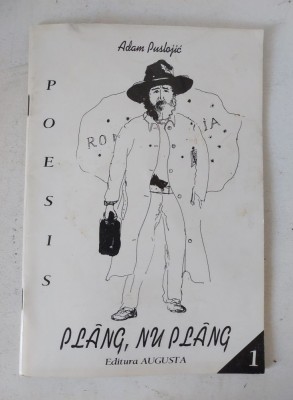 Adam Puslojić
POESIS
RO IA
PLÂNG, NU PLÂNG
Editura AUGUSTA
1